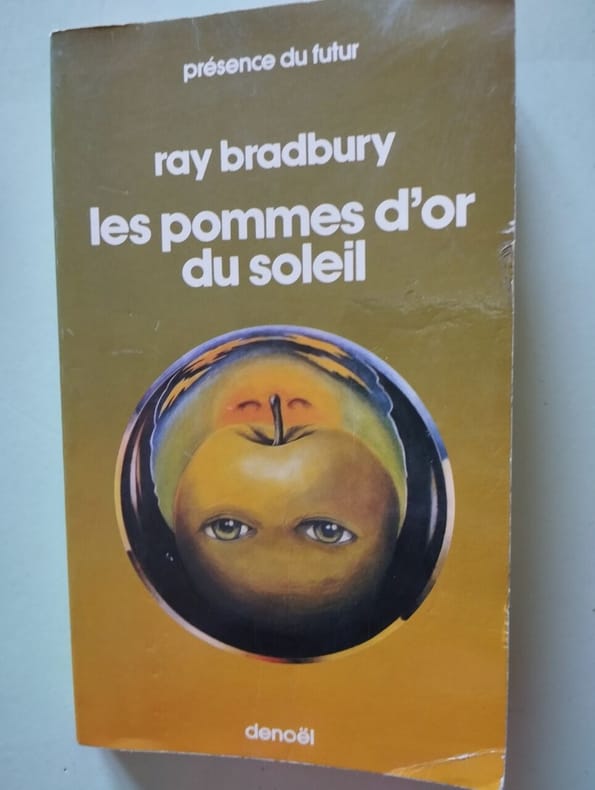 présence du futur
ray bradbury
les pommes d'or
du soleil
denoël